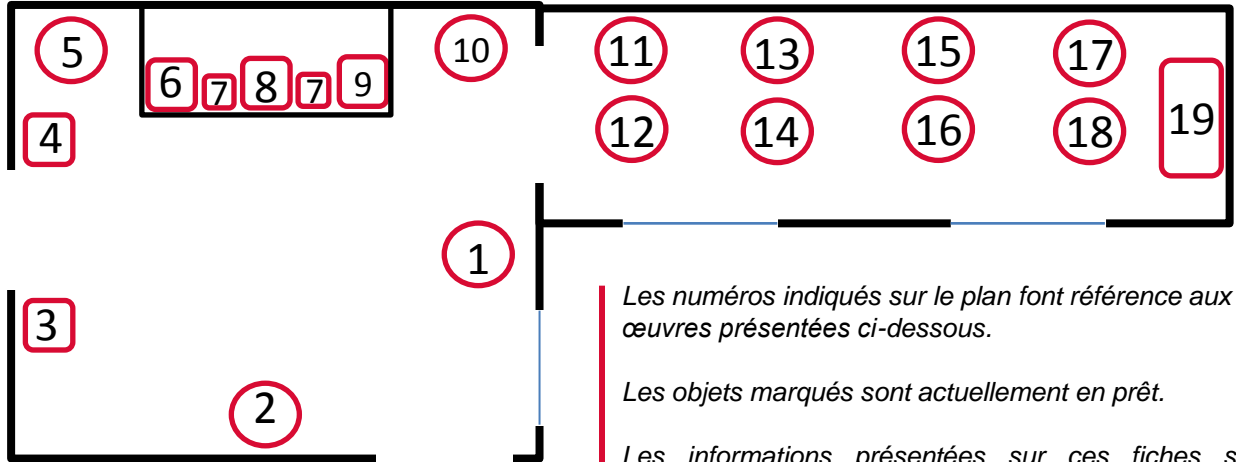 5 10 11 13 15 17
6 7 8 7 9
4 12 14 16 18 19
1
3
2
Les numéros indiqués sur le plan font référence aux
œuvres présentées ci-dessous.
Les objets marqués sont actuellement en prêt.
Les informations présentées sur ces fiches